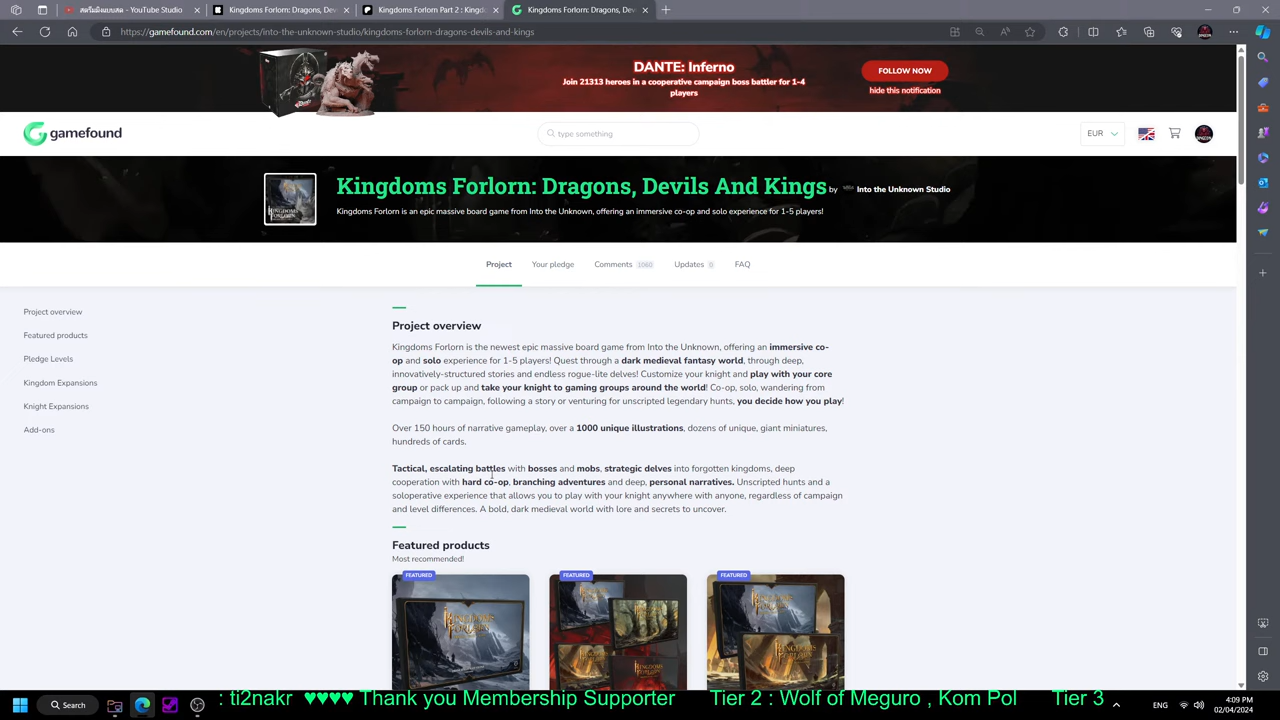 สตรีมมิ่งแบบสด - YouTube Studio
Kingdoms Forlorn: Dragons, Dev
Kingdoms Forlorn Part 2 : Kingdo
Kingdoms Forlorn: Dragons, Dev
https://gamefound.com/en/projects/into-the-unknown-studio/kingdoms-forlorn-dragons-devils-and-kings
DANTE: Inferno
Join 21313 heroes in a cooperative campaign boss battler for 1-4
players
FOLLOW NOW
hide this notification
gamefound
type something
EUR
Kingdoms Forlorn: Dragons, Devils And Kings by Into the Unknown Studio
Kingdoms Forlorn is an epic massive board game from Into the Unknown, offering an immersive co-op and solo experience for 1-5 players!
Project
Your pledge
Comments 1060
Updates 0
FAQ
Project overview
Featured products
Pledge Levels
Kingdom Expansions
Knight Expansions
Add-ons
Project overview
Kingdoms Forlorn is the newest epic massive board game from Into the Unknown, offering an immersive co-
op and solo experience for 1-5 players! Quest through a dark medieval fantasy world, through deep,
innovatively-structured stories and endless rogue-lite delves! Customize your knight and play with your core
group or pack up and take your knight to gaming groups around the world! Co-op, solo, wandering from
campaign to campaign, following a story or venturing for unscripted legendary hunts, you decide how you play!
Over 150 hours of narrative gameplay, over a 1000 unique illustrations, dozens of unique, giant miniatures,
hundreds of cards.
Tactical, escalating battles with bosses and mobs, strategic delves into forgotten kingdoms, deep
cooperation with hard co-op, branching adventures and deep, personal narratives. Unscripted hunts and a
soloperative experience that allows you to play with your knight anywhere with anyone, regardless of campaign
and level differences. A bold, dark medieval world with lore and secrets to uncover.
Featured products
Most recommended!
FEATURED
FEATURED
FEATURED
KINGDOMS FORLORN
KINGDOMS FORLORN
KINGDOMS FORLORN
: ti2nakr ♥♥♥♥ Thank you Membership Supporter Tier 2 : Wolf of Meguro , Kom Pol Tier 3
Search
ENG
4:09 PM
02/04/2024